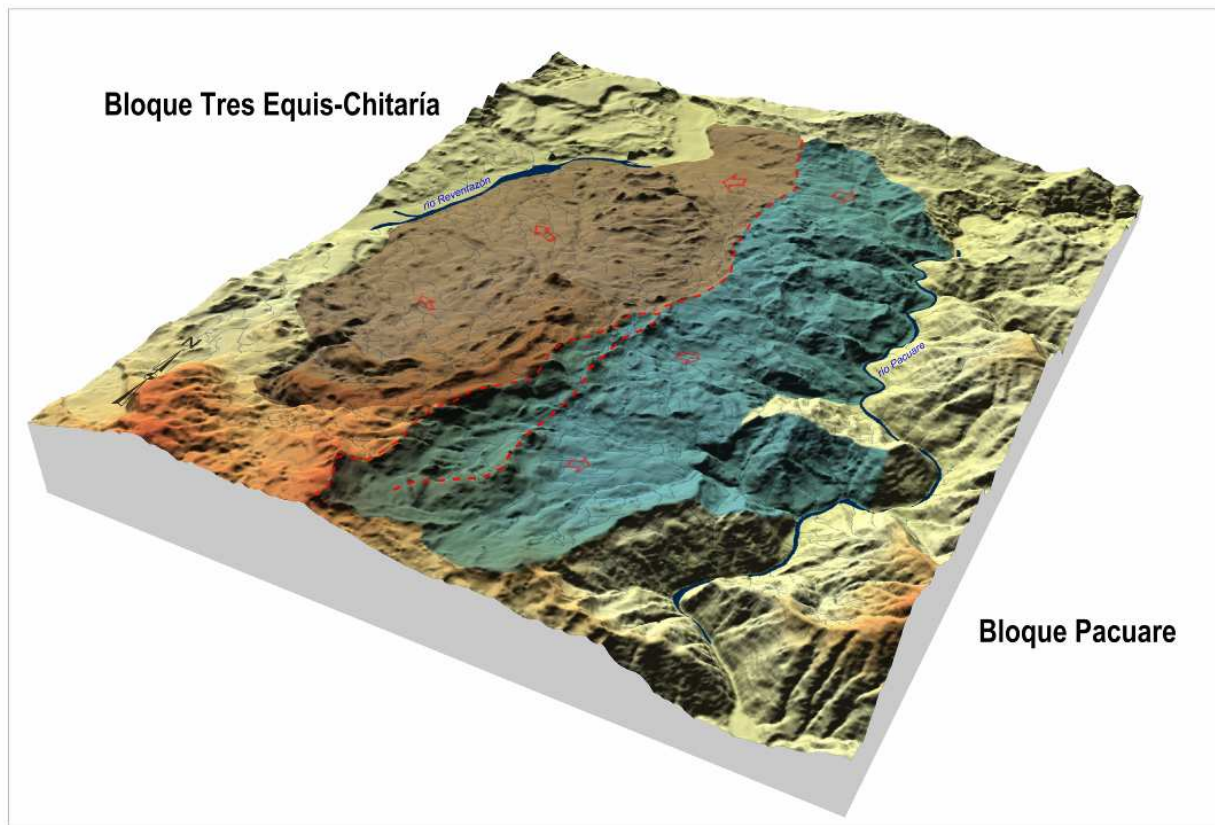 Bloque Tres Equis-Chitaría
río Reventazón
N
río Pacuare
Bloque Pacuare